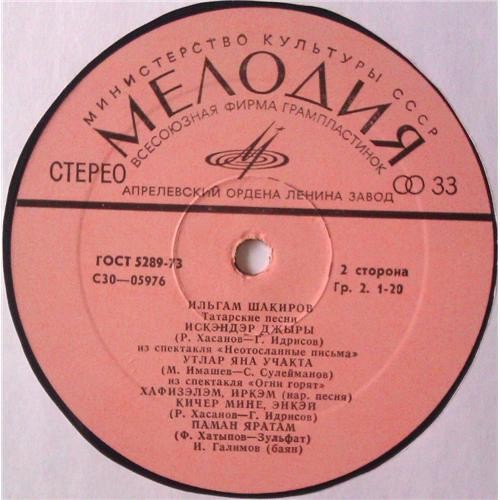 МИНИСТЕРСТВО КУЛЬТУРЫ СССР
МЕЛОДИЯ
ВСЕСОЮЗНАЯ ФИРМА ГРАМПЛАСТИНОК
СТЕРЕО
33
АПРЕЛЕВСКИЙ ОРДЕНА ЛЕНИНА ЗАВОД
ГОСТ 5289-73
С30—05976
2 сторона
Гр. 2. 1-20
ИЛЬГАМ ШАКИРОВ
Татарские песни
ИСКЭНДЭР ДЖЫРЫ
(Р. Хасанов—Г. Идрисов)
из спектакля «Неотосланные письма»
УТЛАР ЯНА УЧАКТА
(М. Имашев—С. Сулейманов)
из спектакля «Огни горят»
ХАФИЗЭЛЭМ, ИРКЭМ (нар. песня)
КИЧЕР МИНЕ, ЭНКЭЙ
(Р. Хасанов—Г. Идрисов)
ПАМАН ЯРАТАМ
(Ф. Хатыпов—Зульфат)
И. Галимов (баян)